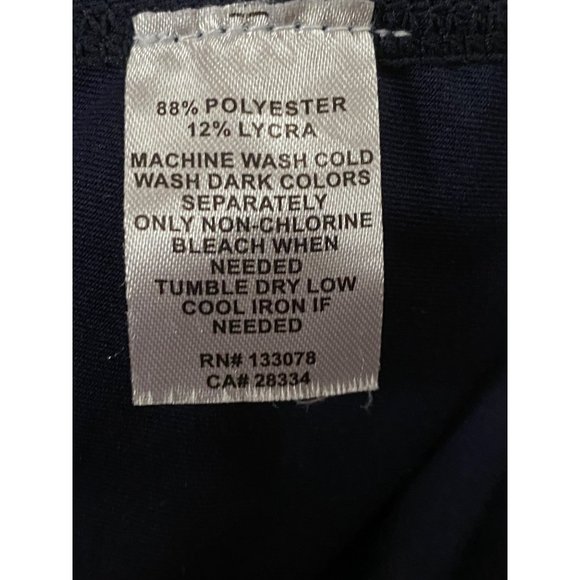 88% POLYESTER
12% LYCRA
MACHINE WASH COLD
WASH DARK COLORS
SEPARATELY
ONLY NON-CHLORINE
BLEACH WHEN
NEEDED
TUMBLE DRY LOW
COOL IRON IF
NEEDED
RN# 133078
CA# 28334